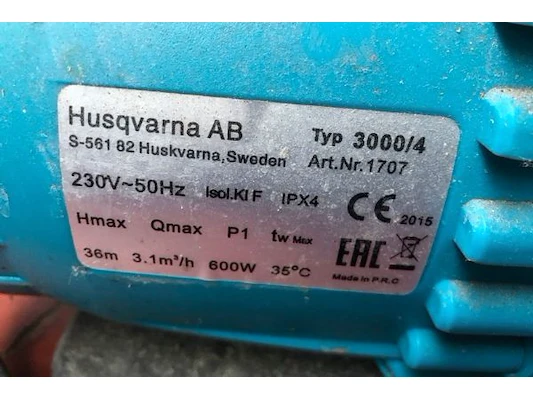 Husqvarna AB Typ 3000/4
S-561 82 Huskvarna,Sweden Art.Nr.1707
230V~50Hz Isol.Kl F IPX4 CE 2015
Hmax Qmax P1 tw Max
36m 3.1m³/h 600W 35°C
EAC
Made in P.R.C